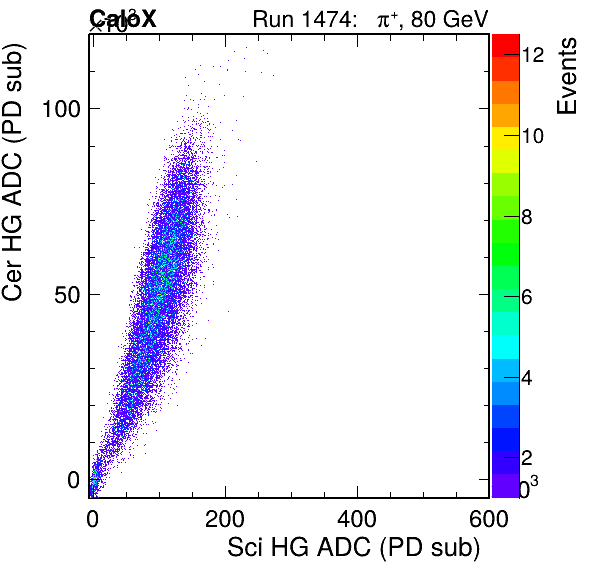 CaloX Run 1474: π⁺, 80 GeV
×10³
Cer HG ADC (PD sub)
100
50
0
0 200 400 600
Sci HG ADC (PD sub)
Events
12
10
8
6
4
2
0³